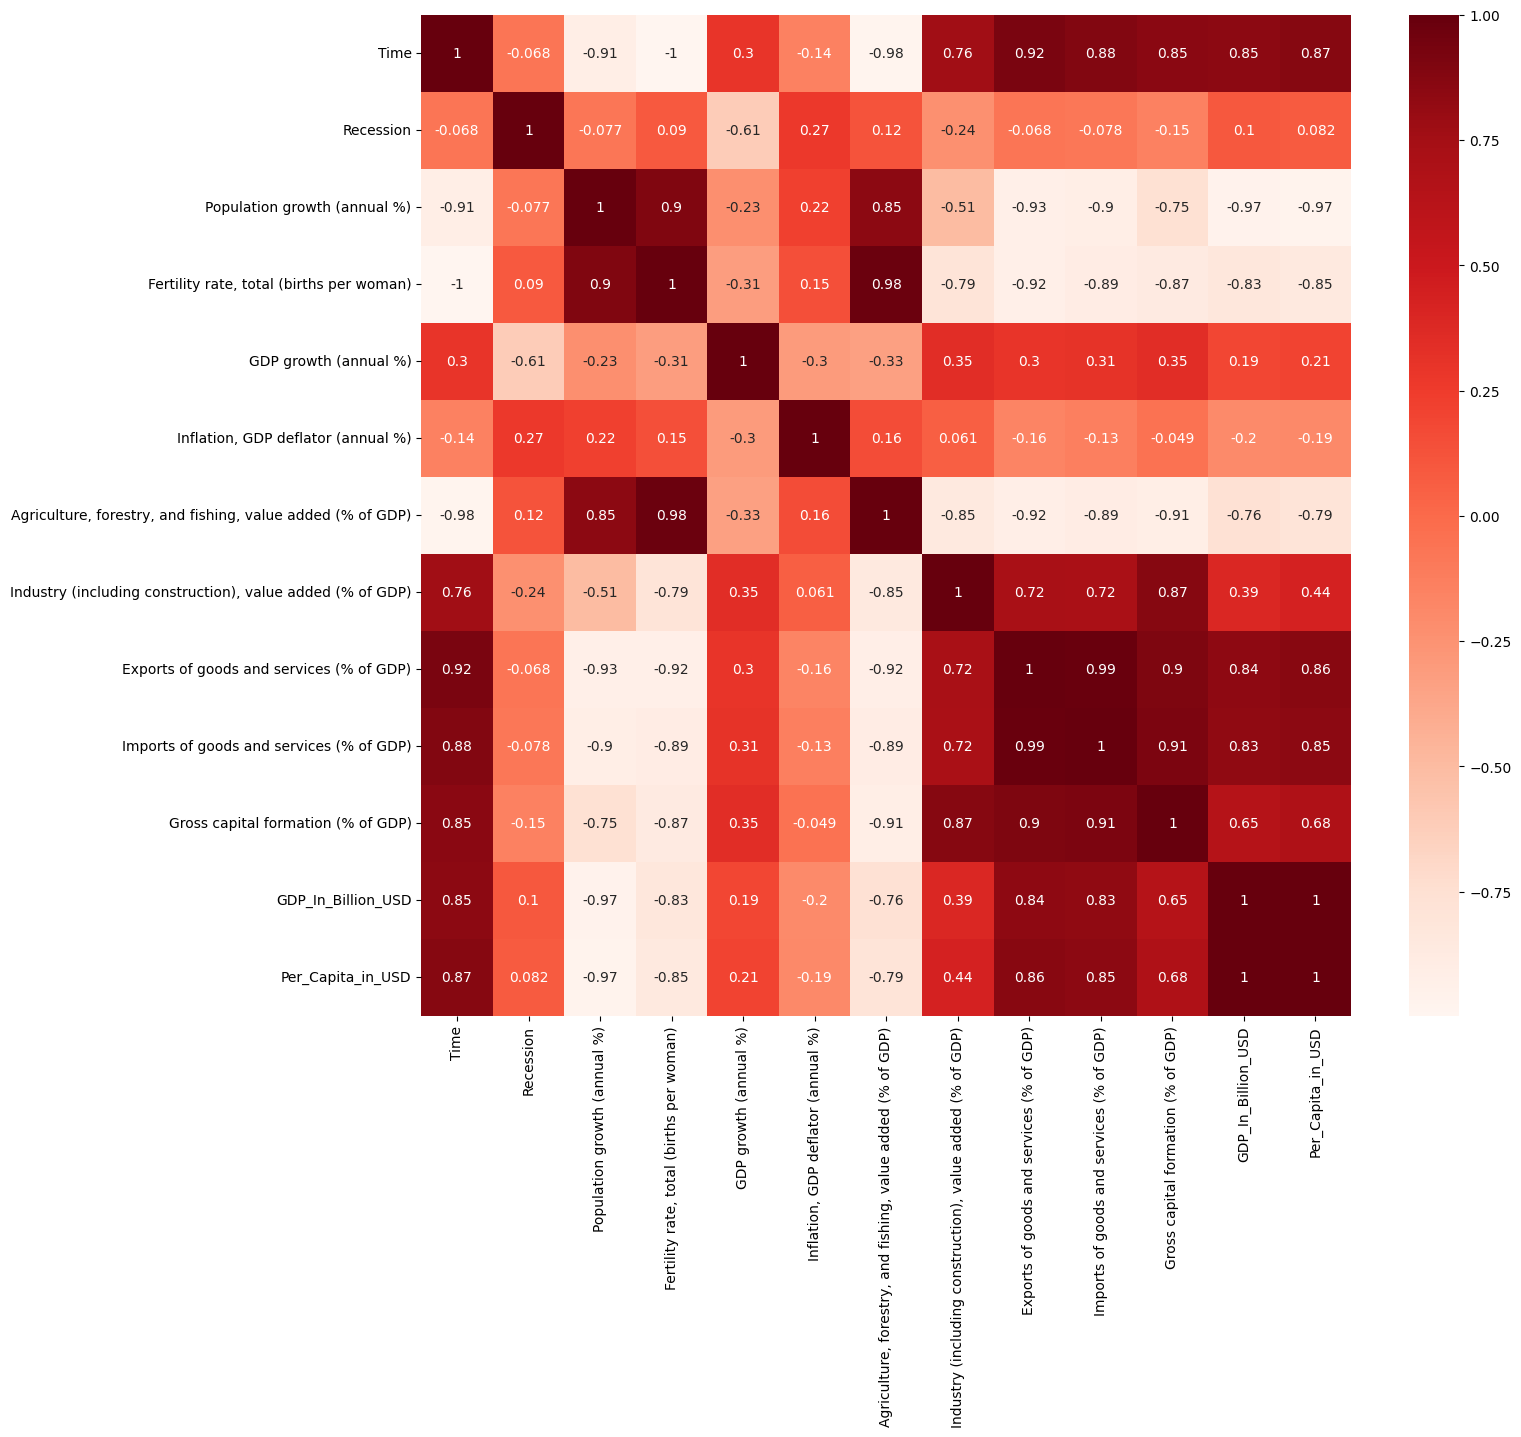 Time 1 -0.068 -0.91 -1 0.3 -0.14 -0.98 0.76 0.92 0.88 0.85 0.85 0.87
Recession -0.068 1 -0.077 0.09 -0.61 0.27 0.12 -0.24 -0.068 -0.078 -0.15 0.1 0.082
Population growth (annual %) -0.91 -0.077 1 0.9 -0.23 0.22 0.85 -0.51 -0.93 -0.9 -0.75 -0.97 -0.97
Fertility rate, total (births per woman) -1 0.09 0.9 1 -0.31 0.15 0.98 -0.79 -0.92 -0.89 -0.87 -0.83 -0.85
GDP growth (annual %) 0.3 -0.61 -0.23 -0.31 1 -0.3 -0.33 0.35 0.3 0.31 0.35 0.19 0.21
Inflation, GDP deflator (annual %) -0.14 0.27 0.22 0.15 -0.3 1 0.16 0.061 -0.16 -0.13 -0.049 -0.2 -0.19
Agriculture, forestry, and fishing, value added (% of GDP) -0.98 0.12 0.85 0.98 -0.33 0.16 1 -0.85 -0.92 -0.89 -0.91 -0.76 -0.79
Industry (including construction), value added (% of GDP) 0.76 -0.24 -0.51 -0.79 0.35 0.061 -0.85 1 0.72 0.72 0.87 0.39 0.44
Exports of goods and services (% of GDP) 0.92 -0.068 -0.93 -0.92 0.3 -0.16 -0.92 0.72 1 0.99 0.9 0.84 0.86
Imports of goods and services (% of GDP) 0.88 -0.078 -0.9 -0.89 0.31 -0.13 -0.89 0.72 0.99 1 0.91 0.83 0.85
Gross capital formation (% of GDP) 0.85 -0.15 -0.75 -0.87 0.35 -0.049 -0.91 0.87 0.9 0.91 1 0.65 0.68
GDP_In_Billion_USD 0.85 0.1 -0.97 -0.83 0.19 -0.2 -0.76 0.39 0.84 0.83 0.65 1 1
Per_Capita_in_USD 0.87 0.082 -0.97 -0.85 0.21 -0.19 -0.79 0.44 0.86 0.85 0.68 1 1
Time
Recession
Population growth (annual %)
Fertility rate, total (births per woman)
GDP growth (annual %)
Inflation, GDP deflator (annual %)
Agriculture, forestry, and fishing, value added (% of GDP)
Industry (including construction), value added (% of GDP)
Exports of goods and services (% of GDP)
Imports of goods and services (% of GDP)
Gross capital formation (% of GDP)
GDP_In_Billion_USD
Per_Capita_in_USD
1.00
0.75
0.50
0.25
0.00
−0.25
−0.50
−0.75